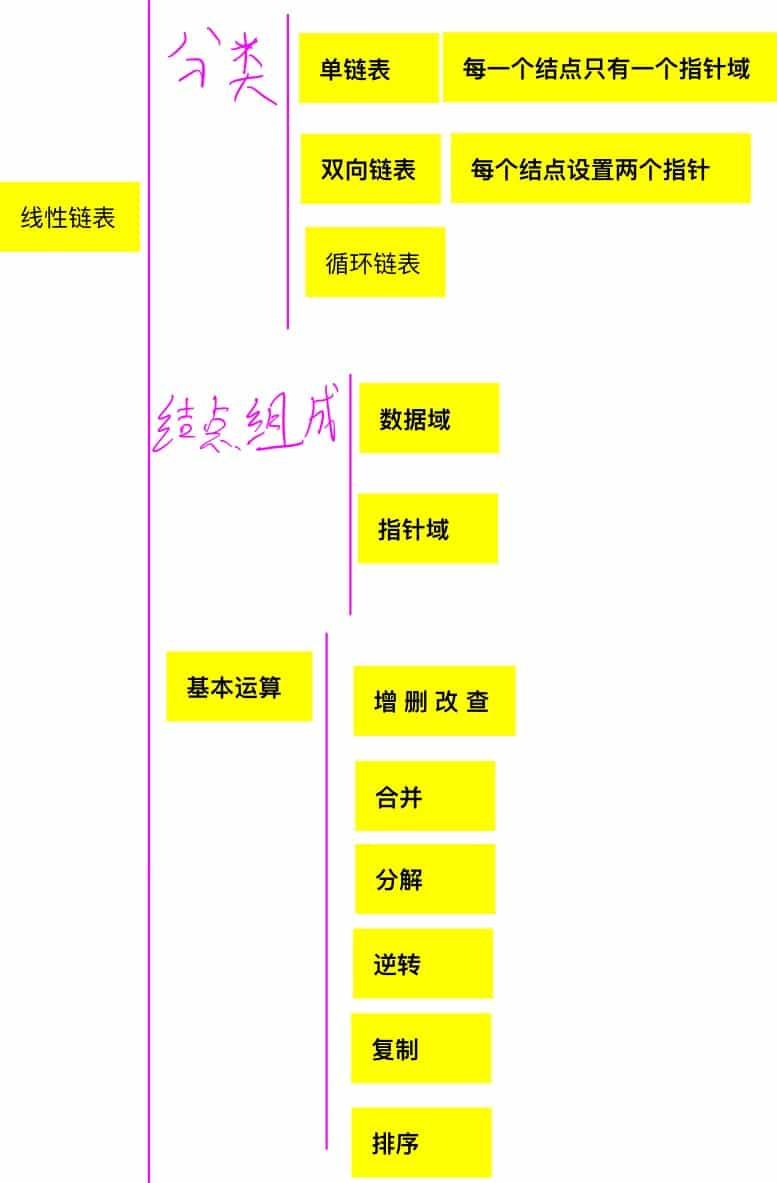 线性链表
分类
单链表
每一个结点只有一个指针域
双向链表
每个结点设置两个指针
循环链表
结点组成
数据域
指针域
基本运算
增 删 改 查
合并
分解
逆转
复制
排序